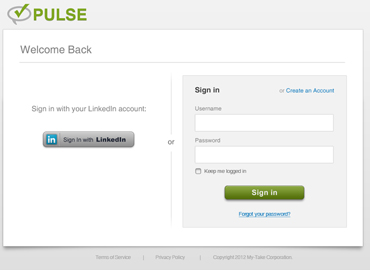 PULSE
Welcome Back
Sign in with your LinkedIn account:
in Sign In with LinkedIn
or
Sign in
or Create an Account
Username
Password
Keep me logged in
Sign in
Forgot your password?
Terms of Service | Privacy Policy | Copyright 2012 My-Take Corporation